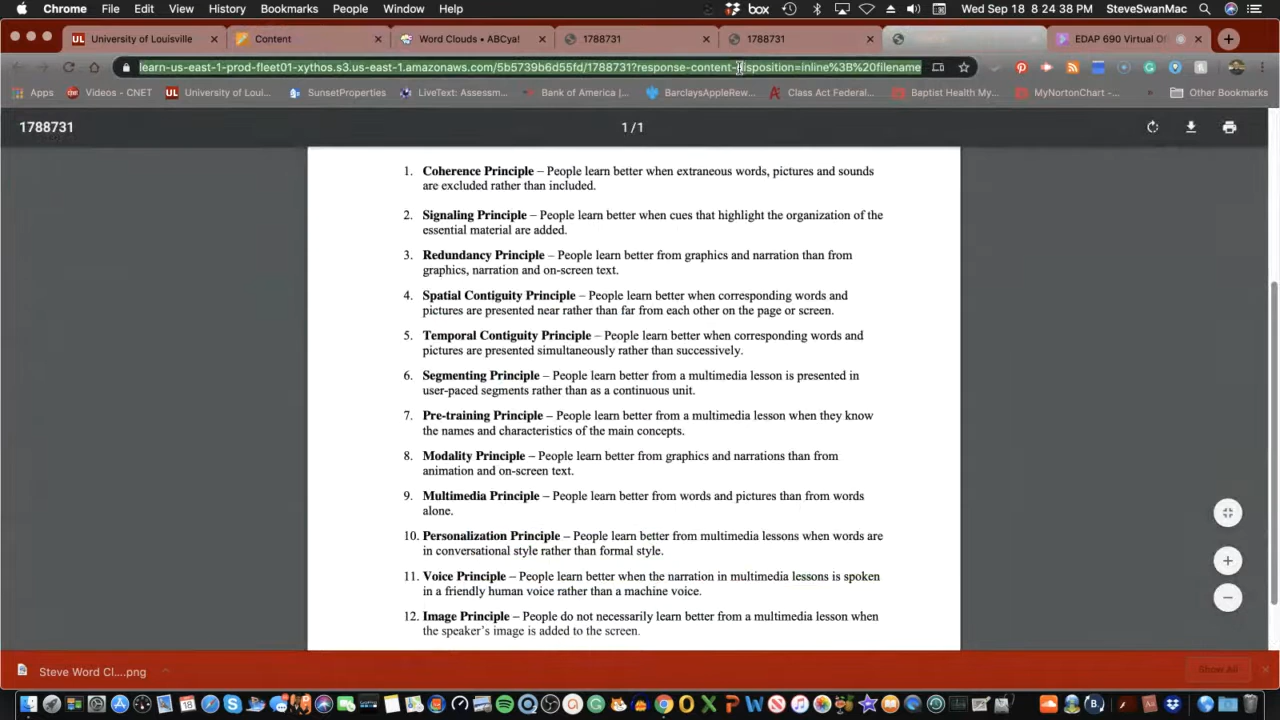 Chrome File Edit View History Bookmarks People Window Help box Wed Sep 18 8 24 38 PM SteveSwanMac
University of Louisville Content Word Clouds • ABCya! 1788731 1788731 EDAP 690 Virtual Of
learn-us-east-1-prod-fleet01-xythos.s3.us-east-1.amazonaws.com/5b5739b6d55fd/1788731?response-content-disposition=inline%3B%20filename
Apps Videos - CNET University of Loui... SunsetProperties LiveText: Assessm... Bank of America |... BarclaysAppleRew... Class Act Federal... Baptist Health My... MyNortonChart -... Other Bookmarks
1788731 1/1
1. Coherence Principle – People learn better when extraneous words, pictures and sounds
are excluded rather than included.
2. Signaling Principle – People learn better when cues that highlight the organization of the
essential material are added.
3. Redundancy Principle – People learn better from graphics and narration than from
graphics, narration and on-screen text.
4. Spatial Contiguity Principle – People learn better when corresponding words and
pictures are presented near rather than far from each other on the page or screen.
5. Temporal Contiguity Principle – People learn better when corresponding words and
pictures are presented simultaneously rather than successively.
6. Segmenting Principle – People learn better from a multimedia lesson is presented in
user-paced segments rather than as a continuous unit.
7. Pre-training Principle – People learn better from a multimedia lesson when they know
the names and characteristics of the main concepts.
8. Modality Principle – People learn better from graphics and narrations than from
animation and on-screen text.
9. Multimedia Principle – People learn better from words and pictures than from words
alone.
10. Personalization Principle – People learn better from multimedia lessons when words are
in conversational style rather than formal style.
11. Voice Principle – People learn better when the narration in multimedia lessons is spoken
in a friendly human voice rather than a machine voice.
12. Image Principle – People do not necessarily learn better from a multimedia lesson when
the speaker's image is added to the screen.
Steve Word Cl....png Show All